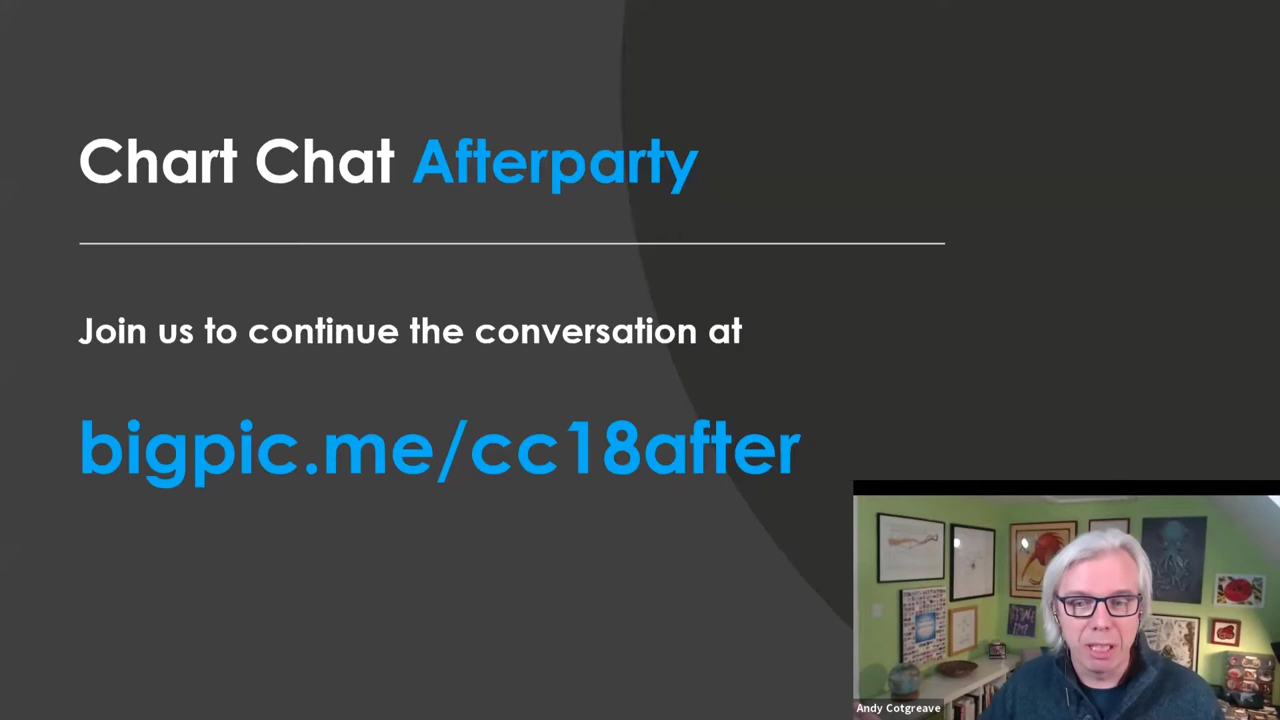 Chart Chat Afterparty
Join us to continue the conversation at
bigpic.me/cc18after
Andy Cotgreave